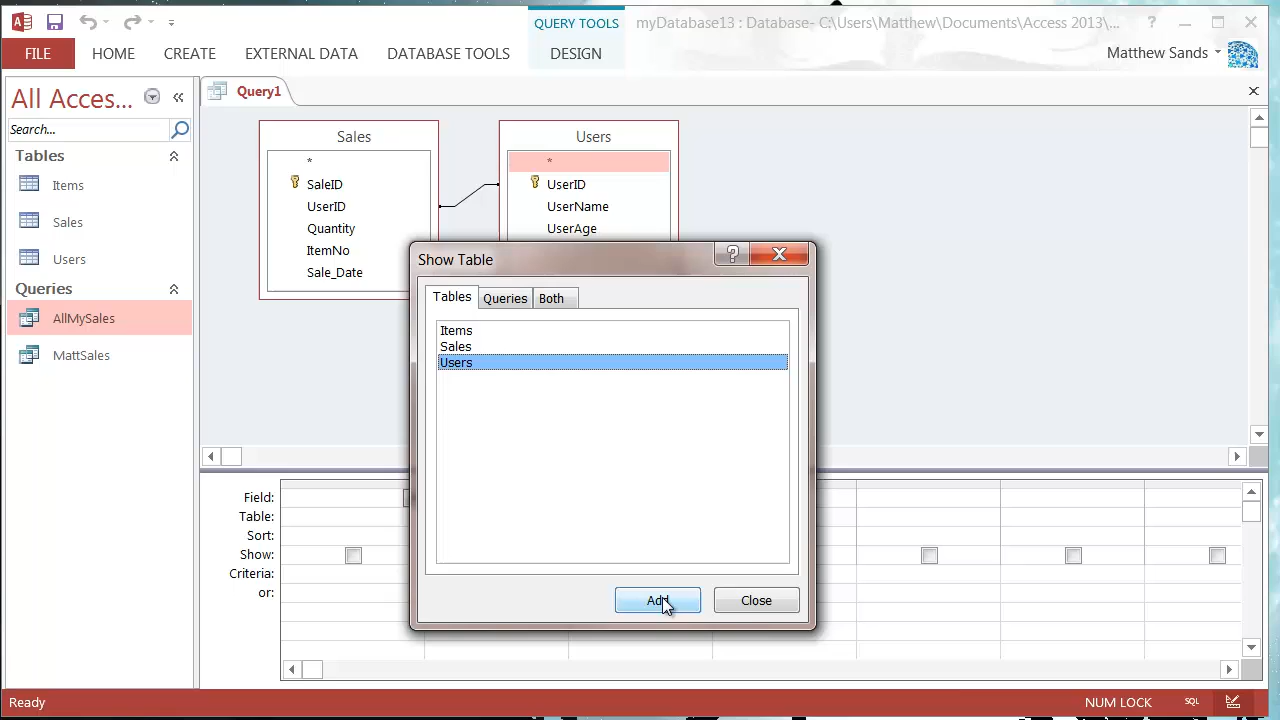 QUERY TOOLS
myDatabase13 : Database- C:\Users\Matthew\Documents\Access 2013\...
?
FILE
HOME
CREATE
EXTERNAL DATA
DATABASE TOOLS
DESIGN
Matthew Sands
All Acces...
Search...
Tables
Items
Sales
Users
Queries
AllMySales
MattSales
Query1
Sales
*
SaleID
UserID
Quantity
ItemNo
Sale_Date
Users
*
UserID
UserName
UserAge
Show Table
?
Tables
Queries
Both
Items
Sales
Users
Add
Close
Field:
Table:
Sort:
Show:
Criteria:
or:
Ready
NUM LOCK
SQL